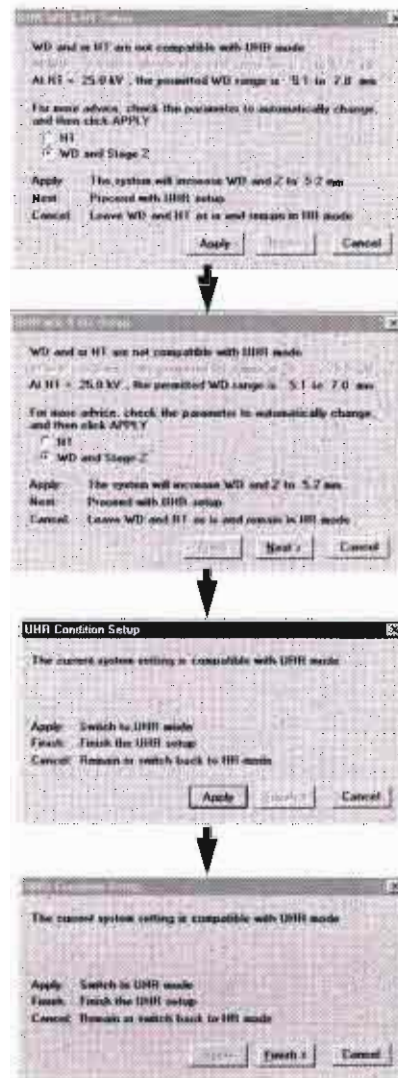 WD and or HT are not compatible with UHR mode
At HT = 25.0 kV , the permitted WD range is 5.1 to 7.0 mm
For more advice, check the parameter to automatically change,
and then click APPLY
HT
WD and Stage Z
Apply The system will increase WD and Z to 5.2 mm
Next Proceed with UHR setup
Cancel Leave WD and HT as is and remain in HR mode
Apply Cancel
WD and or HT are not compatible with UHR mode
At HT = 25.0 kV , the permitted WD range is 5.1 to 7.0 mm
For more advice, check the parameter to automatically change,
and then click APPLY
HT
WD and Stage Z
Apply The system will increase WD and Z to 5.2 mm
Next Proceed with UHR setup
Cancel Leave WD and HT as is and remain in HR mode
Next > Cancel
UHR Condition Setup
The current system setting is compatible with UHR mode
Apply Switch to UHR mode
Finish Finish the UHR setup
Cancel Remain or switch back to HR mode
Apply Cancel
The current system setting is compatible with UHR mode
Apply Switch to UHR mode
Finish Finish the UHR setup
Cancel Remain or switch back to HR mode
Finish Cancel